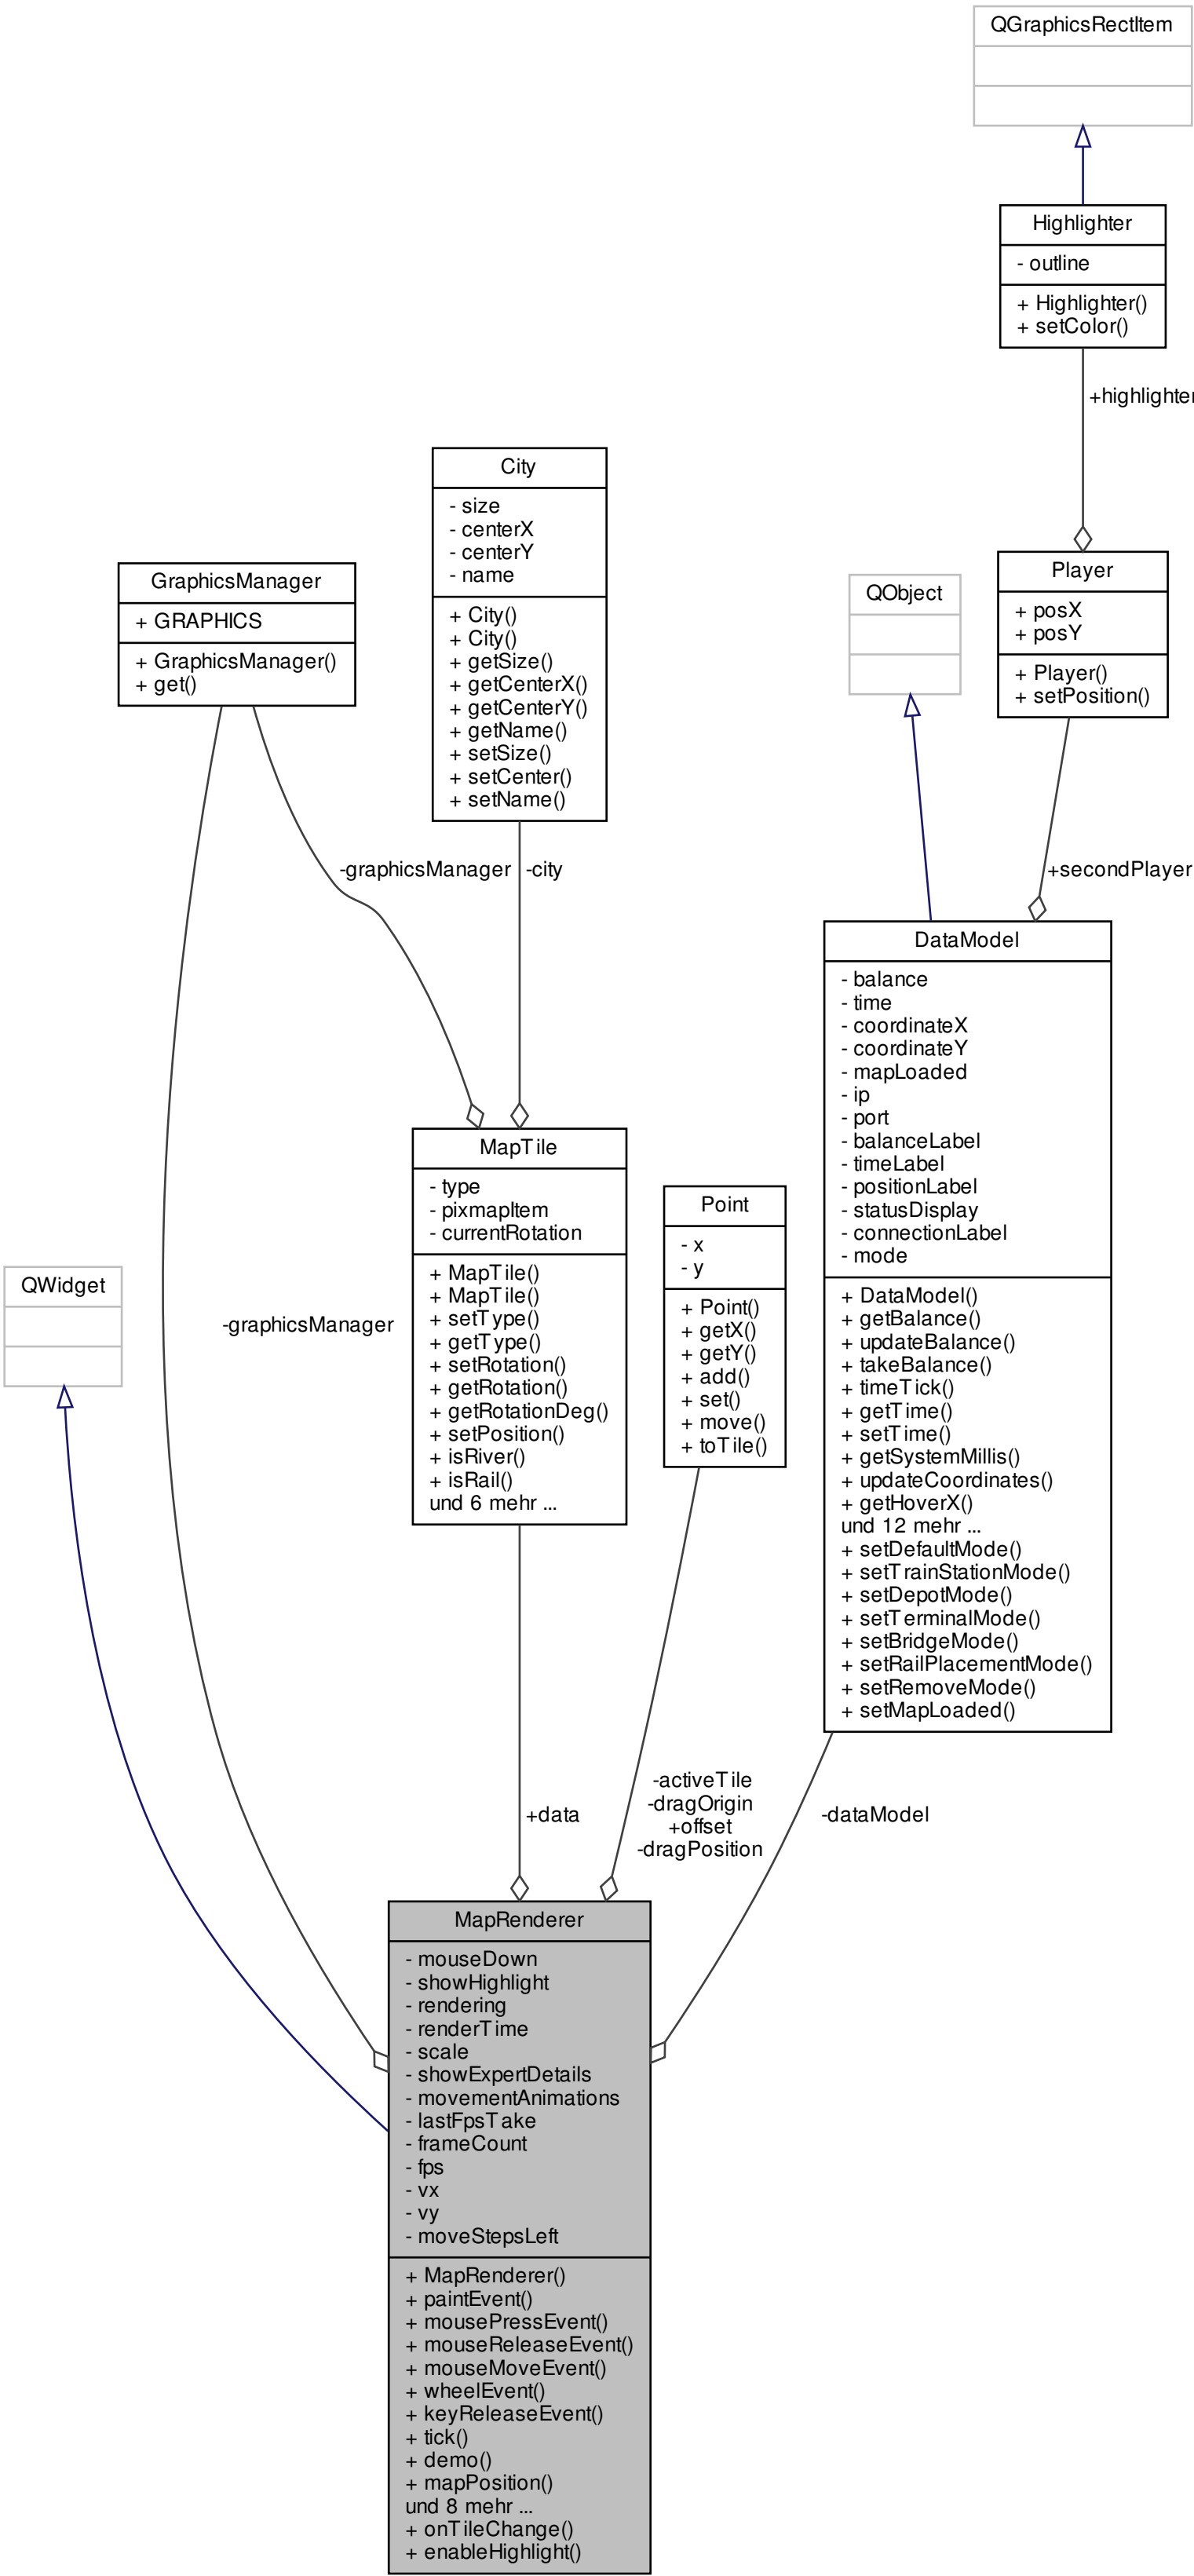 QGraphicsRectItem
Highlighter
- outline
+ Highlighter()
+ setColor()
+highlighter
City
- size
- centerX
- centerY
- name
+ City()
+ City()
+ getSize()
+ getCenterX()
+ getCenterY()
+ getName()
+ setSize()
+ setCenter()
+ setName()
GraphicsManager
+ GRAPHICS
+ GraphicsManager()
+ get()
QObject
Player
+ posX
+ posY
+ Player()
+ setPosition()
-graphicsManager
-city
+secondPlayer
DataModel
- balance
- time
- coordinateX
- coordinateY
- mapLoaded
- ip
- port
- balanceLabel
- timeLabel
- positionLabel
- statusDisplay
- connectionLabel
- mode
+ DataModel()
+ getBalance()
+ updateBalance()
+ takeBalance()
+ timeTick()
+ getTime()
+ setTime()
+ getSystemMillis()
+ updateCoordinates()
+ getHoverX()
und 12 mehr ...
+ setDefaultMode()
+ setTrainStationMode()
+ setDepotMode()
+ setTerminalMode()
+ setBridgeMode()
+ setRailPlacementMode()
+ setRemoveMode()
+ setMapLoaded()
MapTile
- type
- pixmapItem
- currentRotation
+ MapTile()
+ MapTile()
+ setType()
+ getType()
+ setRotation()
+ getRotation()
+ getRotationDeg()
+ setPosition()
+ isRiver()
+ isRail()
und 6 mehr ...
Point
- x
- y
+ Point()
+ getX()
+ getY()
+ add()
+ set()
+ move()
+ toTile()
QWidget
-graphicsManager
+data
-activeTile
-dragOrigin
+offset
-dragPosition
-dataModel
MapRenderer
- mouseDown
- showHighlight
- rendering
- renderTime
- scale
- showExpertDetails
- movementAnimations
- lastFpsTake
- frameCount
- fps
- vx
- vy
- moveStepsLeft
+ MapRenderer()
+ paintEvent()
+ mousePressEvent()
+ mouseReleaseEvent()
+ mouseMoveEvent()
+ wheelEvent()
+ keyReleaseEvent()
+ tick()
+ demo()
+ mapPosition()
und 8 mehr ...
+ onTileChange()
+ enableHighlight()